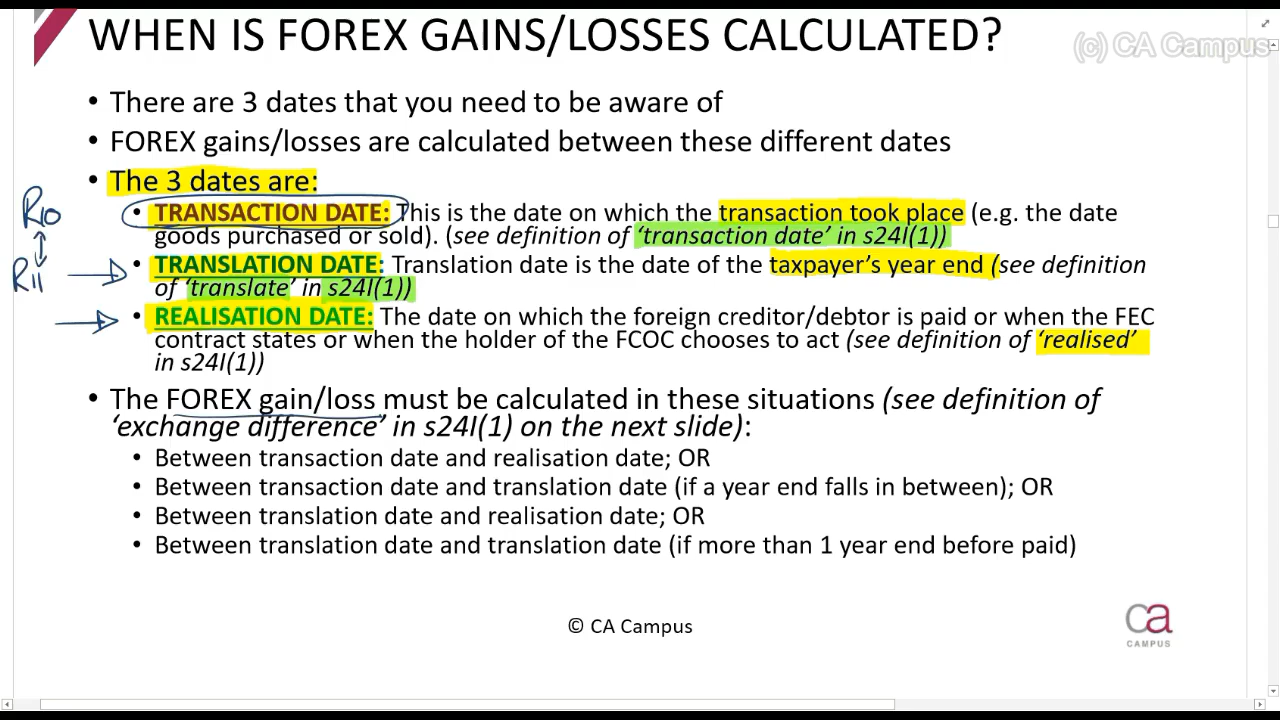 WHEN IS FOREX GAINS/LOSSES CALCULATED?
(c) CA Campus
• There are 3 dates that you need to be aware of
• FOREX gains/losses are calculated between these different dates
• The 3 dates are:
R10
• TRANSACTION DATE: This is the date on which the transaction took place (e.g. the date
goods purchased or sold). (see definition of ‘transaction date’ in s24I(1))
R11
• TRANSLATION DATE: Translation date is the date of the taxpayer’s year end (see definition
of ‘translate’ in s24I(1))
• REALISATION DATE: The date on which the foreign creditor/debtor is paid or when the FEC
contract states or when the holder of the FCOC chooses to act (see definition of ‘realised’
in s24I(1))
• The FOREX gain/loss must be calculated in these situations (see definition of
‘exchange difference’ in s24I(1) on the next slide):
• Between transaction date and realisation date; OR
• Between transaction date and translation date (if a year end falls in between); OR
• Between translation date and realisation date; OR
• Between translation date and translation date (if more than 1 year end before paid)
© CA Campus
ca
CAMPUS